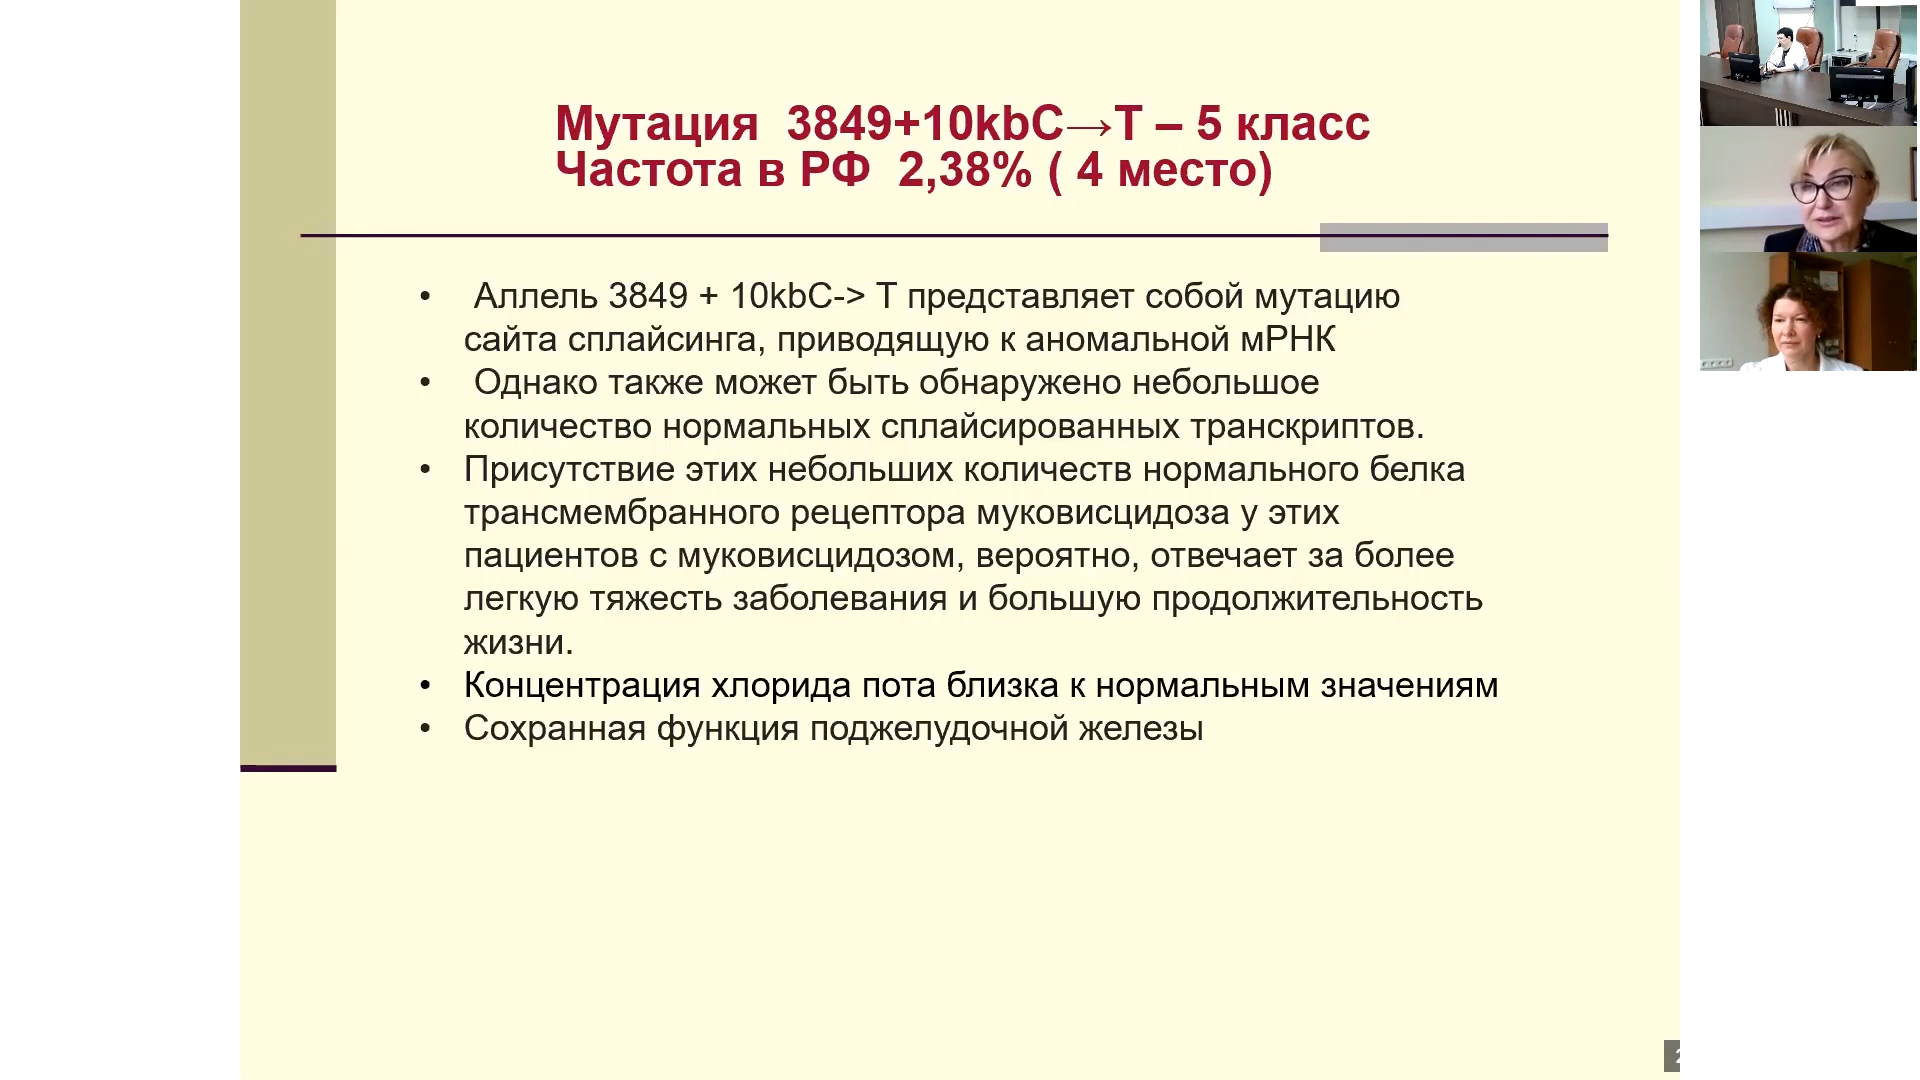 Мутация 3849+10kbC→T – 5 класс
Частота в РФ 2,38% ( 4 место)
• Аллель 3849 + 10kbC-> T представляет собой мутацию
сайта сплайсинга, приводящую к аномальной мРНК
• Однако также может быть обнаружено небольшое
количество нормальных сплайсированных транскриптов.
• Присутствие этих небольших количеств нормального белка
трансмембранного рецептора муковисцидоза у этих
пациентов с муковисцидозом, вероятно, отвечает за более
легкую тяжесть заболевания и большую продолжительность
жизни.
• Концентрация хлорида пота близка к нормальным значениям
• Сохранная функция поджелудочной железы